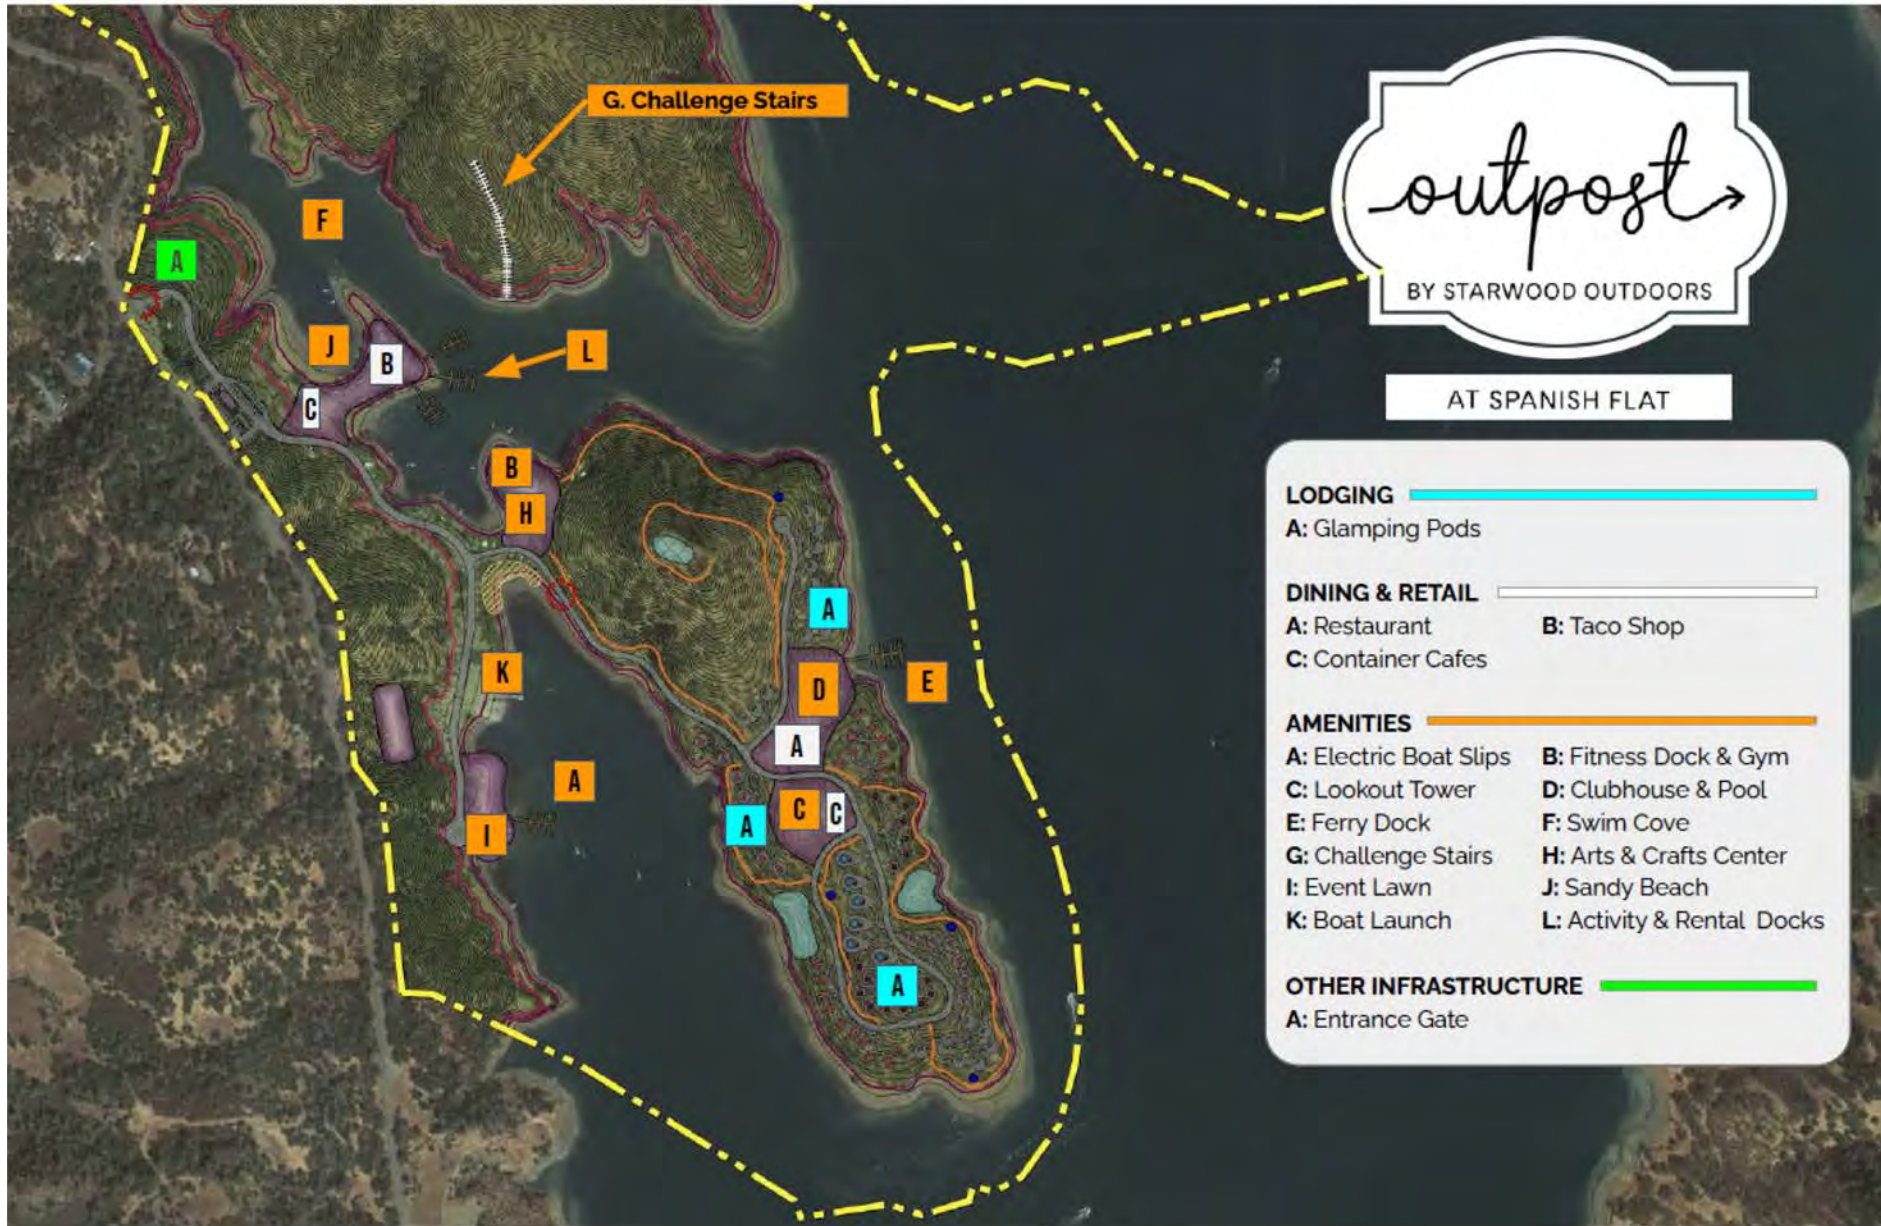 G. Challenge Stairs
F
A
J
B
L
C
B
H
A
K
D
E
A
A
C
C
A
I
A
outpost
BY STARWOOD OUTDOORS
AT SPANISH FLAT
LODGING
A: Glamping Pods
DINING & RETAIL
A: Restaurant B: Taco Shop
C: Container Cafes
AMENITIES
A: Electric Boat Slips B: Fitness Dock & Gym
C: Lookout Tower D: Clubhouse & Pool
E: Ferry Dock F: Swim Cove
G: Challenge Stairs H: Arts & Crafts Center
I: Event Lawn J: Sandy Beach
K: Boat Launch L: Activity & Rental Docks
OTHER INFRASTRUCTURE
A: Entrance Gate